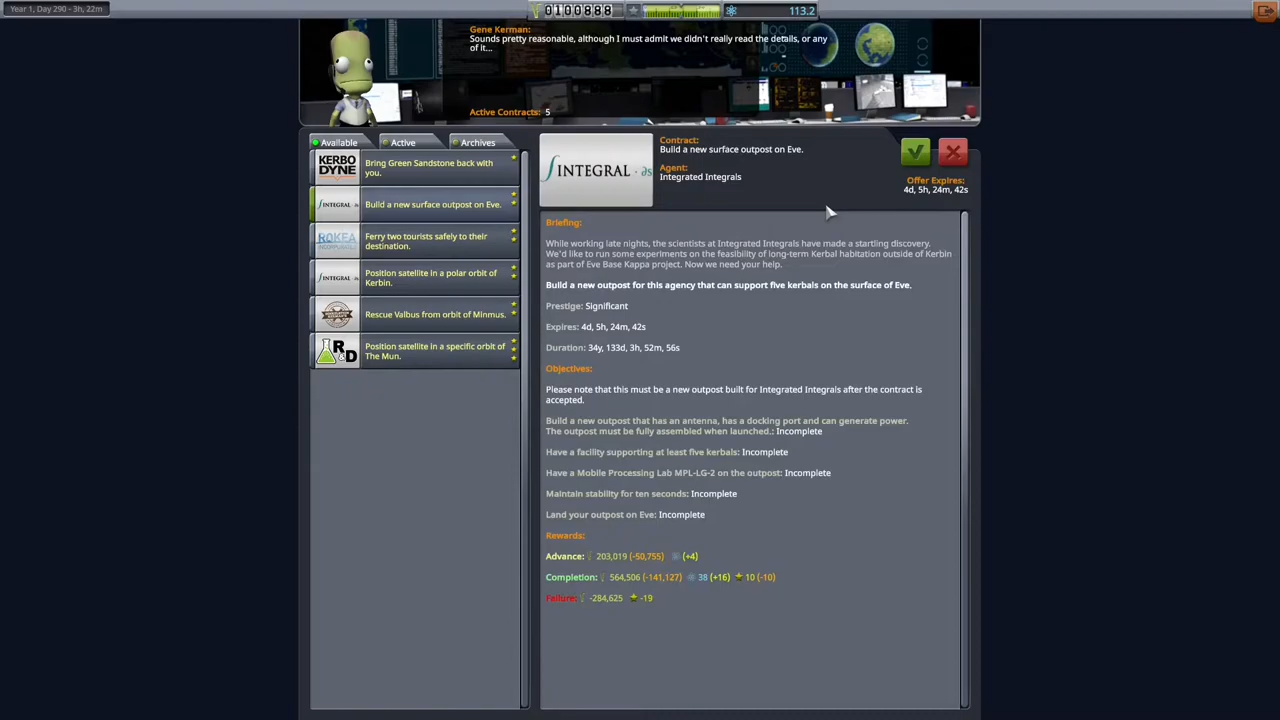 Year 1, Day 290 - 3h, 22m
0100888
113.2
Gene Kerman:
Sounds pretty reasonable, although I must admit we didn't really read the details, or any
of it...
Active Contracts: 5
Available
Active
Archives
KERBO
DYNE
Bring Green Sandstone back with
you.
INTEGRAL
Build a new surface outpost on Eve.
ROKEA
INCORPORATED
Ferry two tourists safely to their
destination.
INTEGRAL
Position satellite in a polar orbit of
Kerbin.
Rescue Valbus from orbit of Minmus.
R&D
Position satellite in a specific orbit of
The Mun.
∫INTEGRAL · ∂s
Contract:
Build a new surface outpost on Eve.
Agent:
Integrated Integrals
Offer Expires:
4d, 5h, 24m, 42s
Briefing:
While working late nights, the scientists at Integrated Integrals have made a startling discovery.
We'd like to run some experiments on the feasibility of long-term Kerbal habitation outside of Kerbin
as part of Eve Base Kappa project. Now we need your help.
Build a new outpost for this agency that can support five kerbals on the surface of Eve.
Prestige: Significant
Expires: 4d, 5h, 24m, 42s
Duration: 34y, 133d, 3h, 52m, 56s
Objectives:
Please note that this must be a new outpost built for Integrated Integrals after the contract is
accepted.
Build a new outpost that has an antenna, has a docking port and can generate power.
The outpost must be fully assembled when launched.: Incomplete
Have a facility supporting at least five kerbals: Incomplete
Have a Mobile Processing Lab MPL-LG-2 on the outpost: Incomplete
Maintain stability for ten seconds: Incomplete
Land your outpost on Eve: Incomplete
Rewards:
Advance: 203,019 (-50,755) (+4)
Completion: 564,506 (-141,127) 38 (+16) 10 (-10)
Failure: -284,625 -19